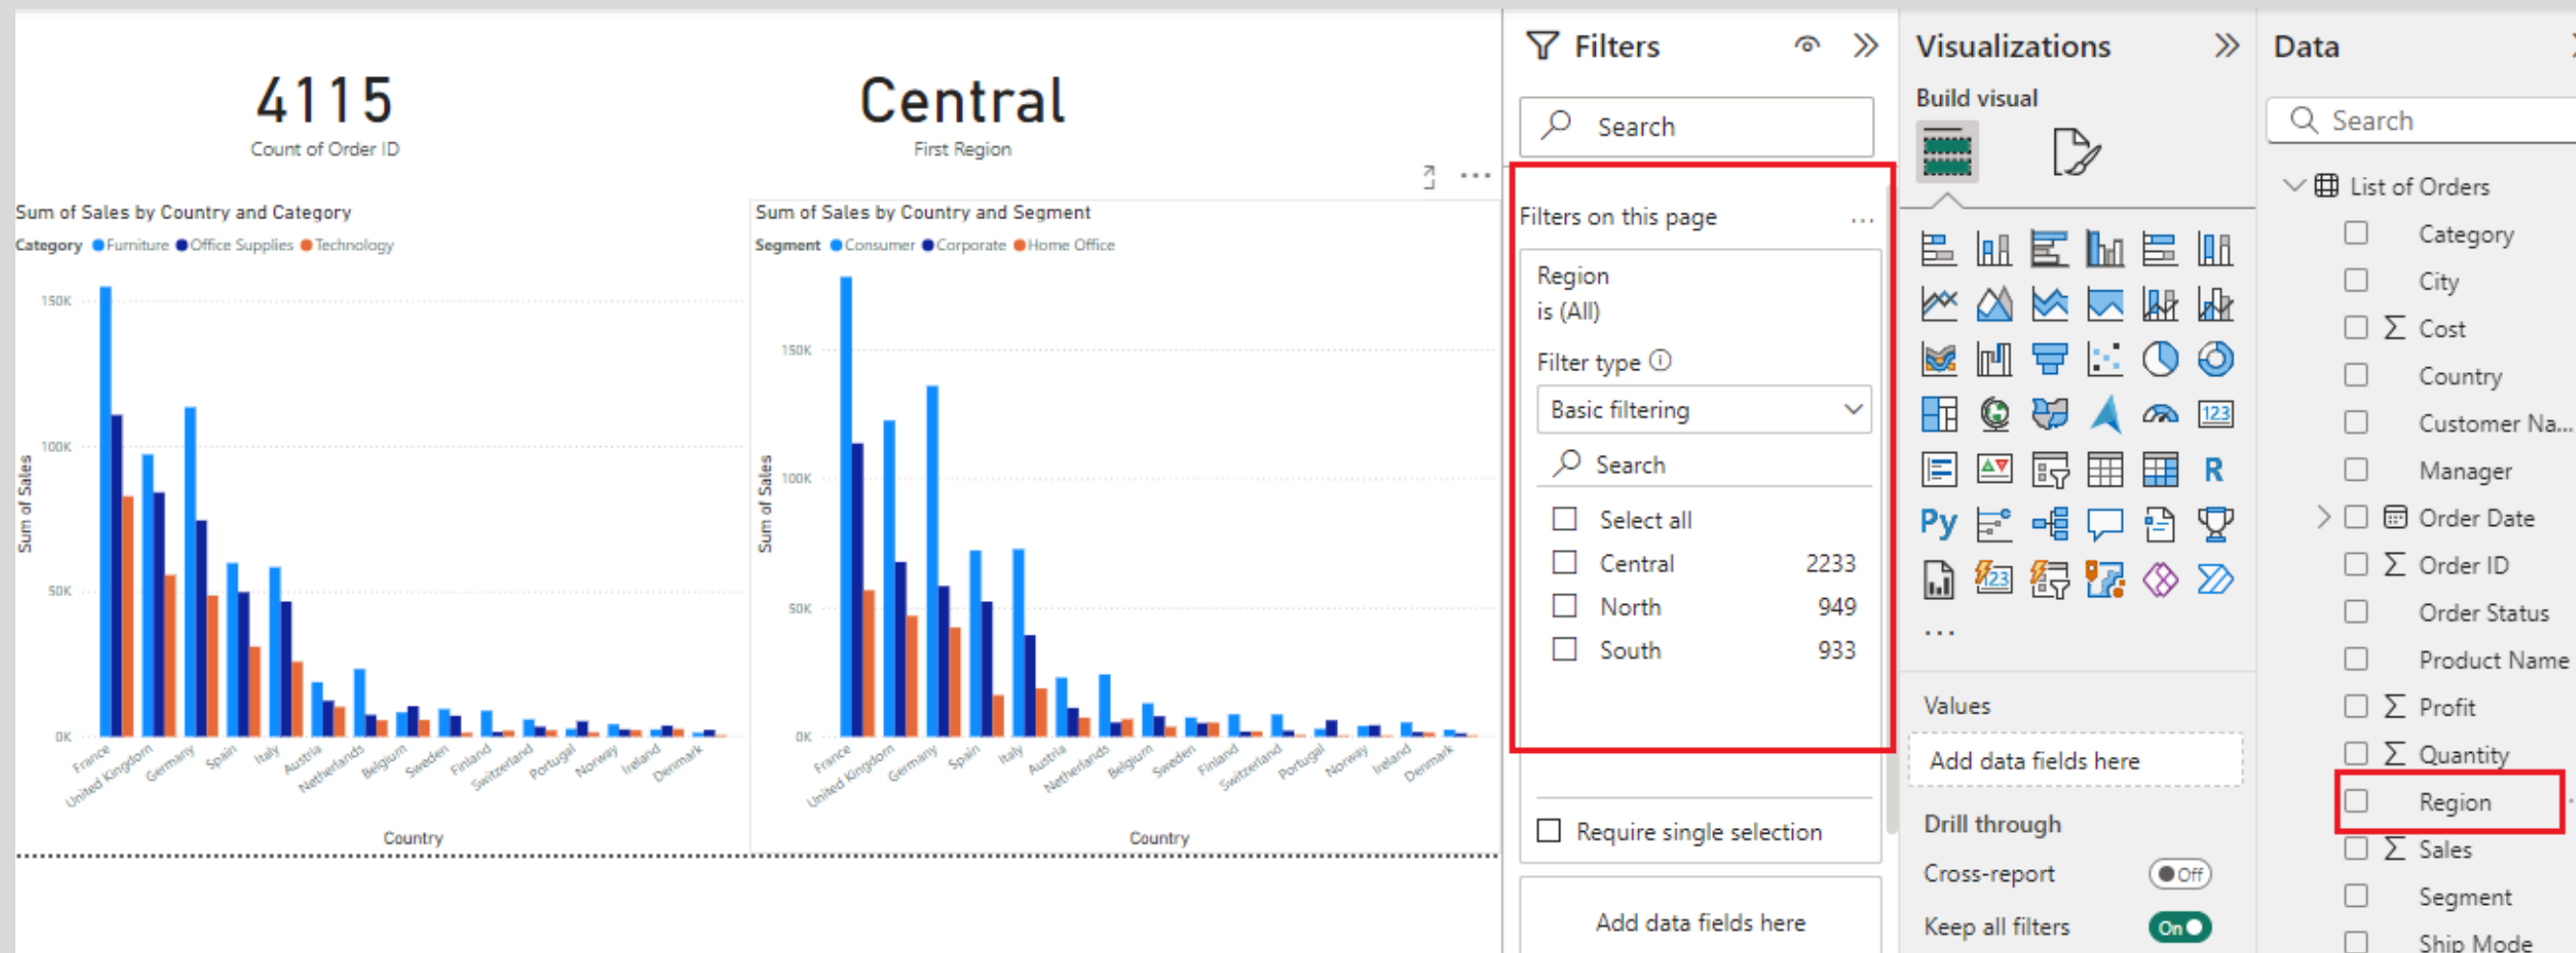 4115
Count of Order ID
Central
First Region
Sum of Sales by Country and Category
Category Furniture Office Supplies Technology
150K
100K
50K
0K
Sum of Sales
France
United Kingdom
Germany
Spain
Italy
Austria
Netherlands
Belgium
Sweden
Finland
Switzerland
Portugal
Norway
Ireland
Denmark
Country
Sum of Sales by Country and Segment
Segment Consumer Corporate Home Office
150K
100K
50K
0K
Sum of Sales
France
United Kingdom
Germany
Spain
Italy
Austria
Netherlands
Belgium
Sweden
Finland
Switzerland
Portugal
Norway
Ireland
Denmark
Country
Filters
Search
Filters on this page ...
Region
is (All)
Filter type
Basic filtering
Search
Select all
Central 2233
North 949
South 933
Require single selection
Add data fields here
Visualizations
Build visual
123
R
Py
123
...
Values
Add data fields here
Drill through
Cross-report Off
Keep all filters On
Data
Search
List of Orders
Category
City
Σ Cost
Country
Customer Na...
Manager
Order Date
Σ Order ID
Order Status
Product Name
Σ Profit
Σ Quantity
Region
Σ Sales
Segment
Ship Mode